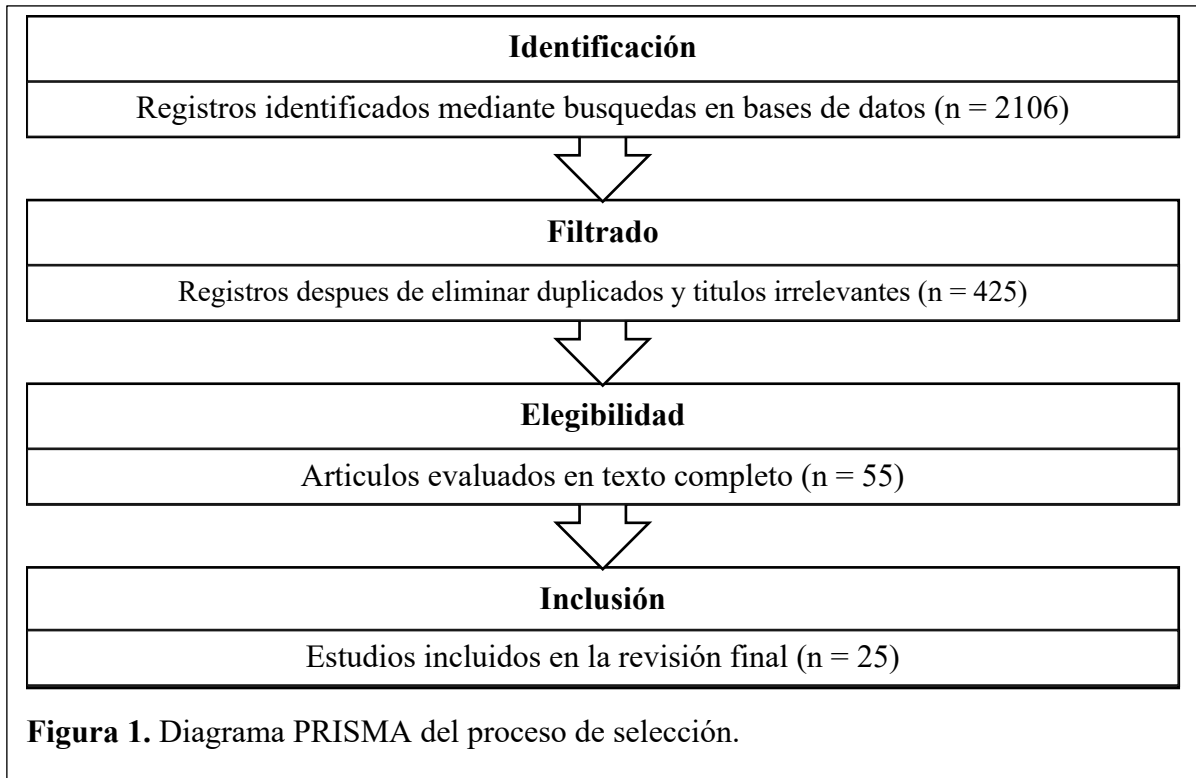 Identificación
Registros identificados mediante busquedas en bases de datos (n = 2106)
Filtrado
Registros despues de eliminar duplicados y titulos irrelevantes (n = 425)
Elegibilidad
Articulos evaluados en texto completo (n = 55)
Inclusión
Estudios incluidos en la revisión final (n = 25)
Figura 1. Diagrama PRISMA del proceso de selección.